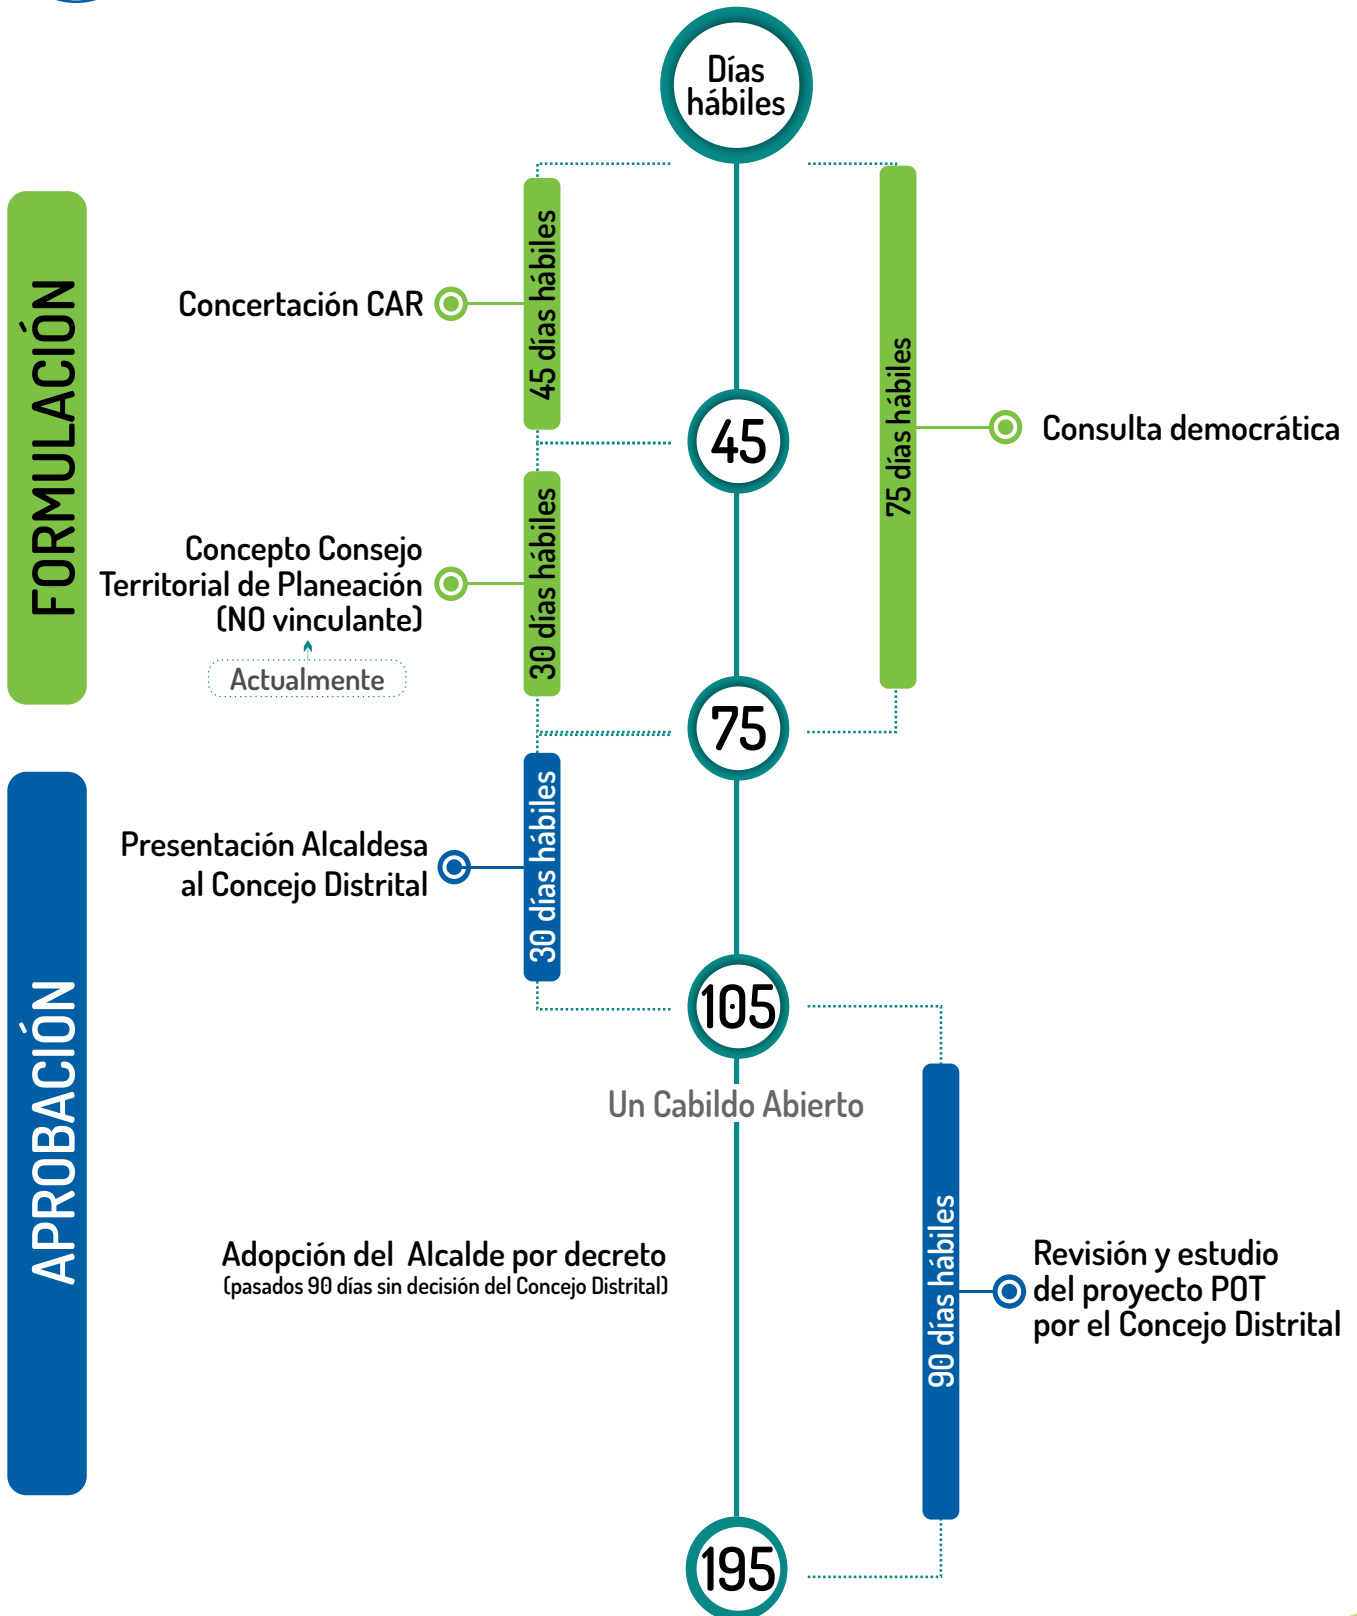 Días
hábiles
FORMULACIÓN
Concertación CAR
45 días hábiles
45
75 días hábiles
Consulta democrática
Concepto Consejo
Territorial de Planeación
(NO vinculante)
Actualmente
30 días hábiles
75
APROBACIÓN
Presentación Alcaldesa
al Concejo Distrital
30 días hábiles
105
Un Cabildo Abierto
Adopción del Alcalde por decreto
(pasados 90 días sin decisión del Concejo Distrital)
90 días hábiles
Revisión y estudio
del proyecto POT
por el Concejo Distrital
195